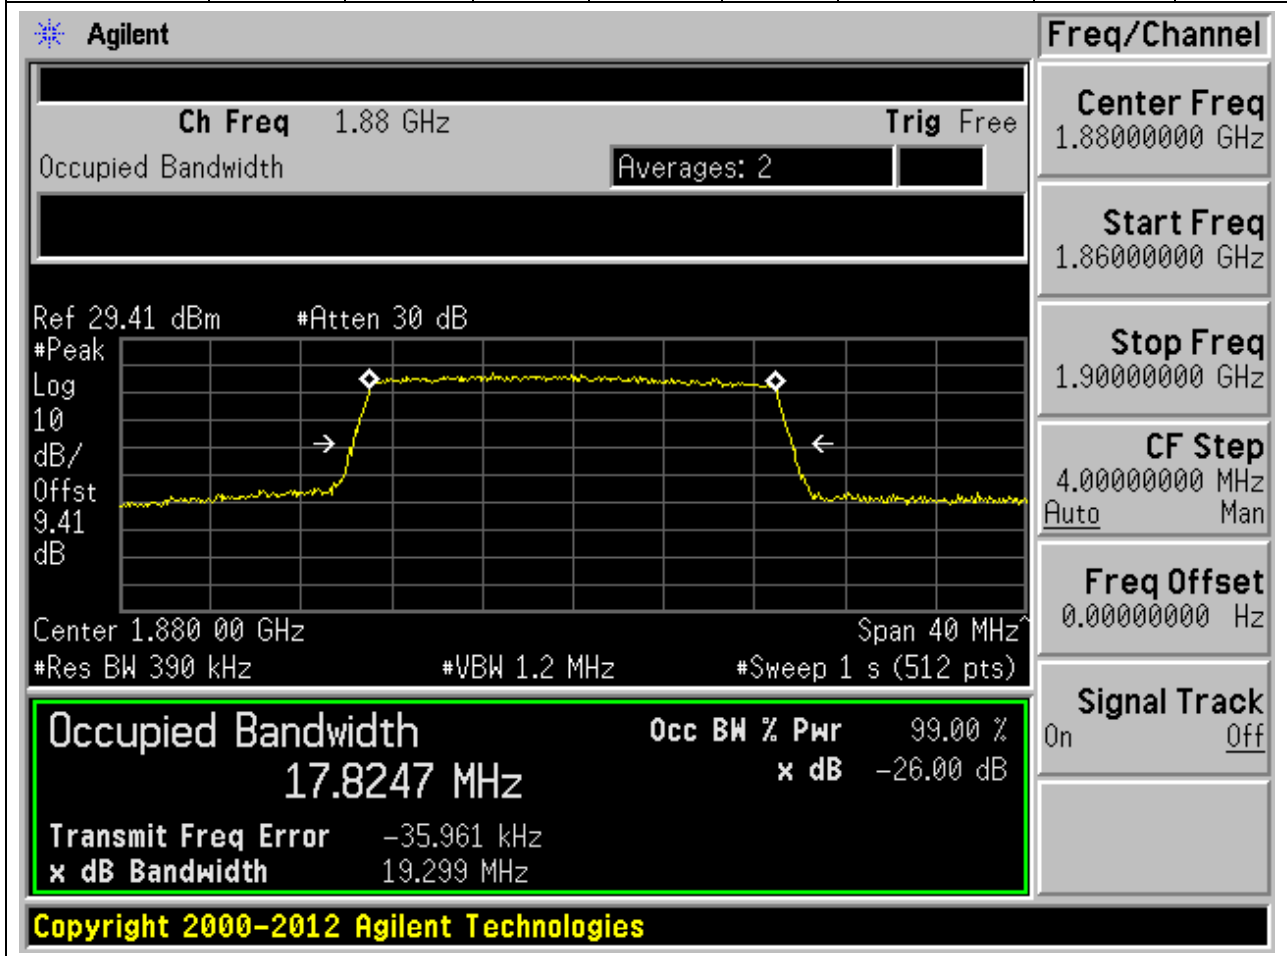 Agilent
Freq/Channel
Ch Freq 1.88 GHz Trig Free
Occupied Bandwidth Averages: 2
Center Freq
1.88000000 GHz
Start Freq
1.86000000 GHz
Stop Freq
1.90000000 GHz
CF Step
4.00000000 MHz
Auto Man
Freq Offset
0.00000000 Hz
Signal Track
On Off
Ref 29.41 dBm #Atten 30 dB
#Peak
Log
10
dB/
Offst
9.41
dB
Center 1.880 00 GHz Span 40 MHz^
#Res BW 390 kHz #VBW 1.2 MHz #Sweep 1 s (512 pts)
Occupied Bandwidth Occ BW % Pwr 99.00 %
17.8247 MHz x dB -26.00 dB
Transmit Freq Error -35.961 kHz
x dB Bandwidth 19.299 MHz
Copyright 2000-2012 Agilent Technologies